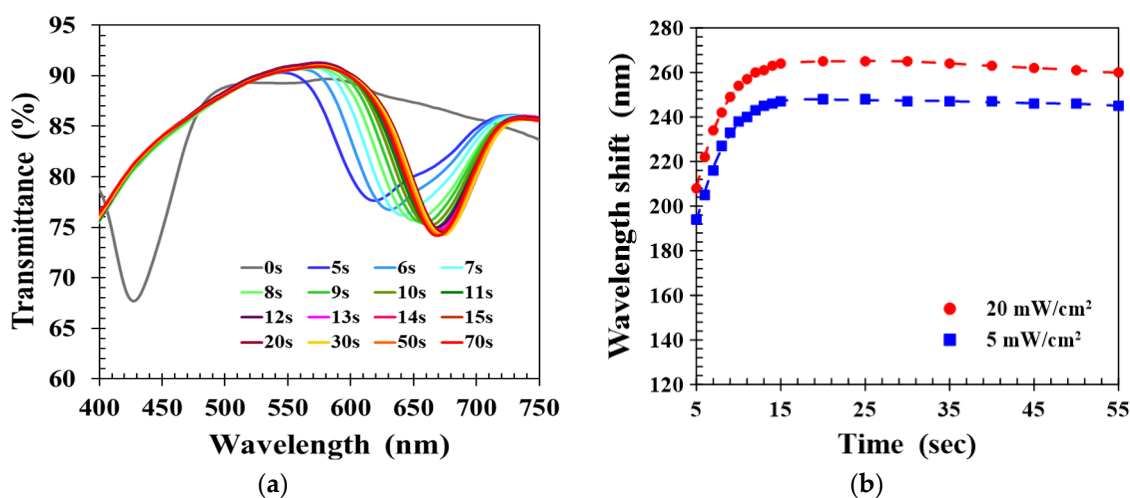 95
90
85
80
75
70
65
60
Transmittance (%)
0s 5s 6s 7s
8s 9s 10s 11s
12s 13s 14s 15s
20s 30s 50s 70s
400 450 500 550 600 650 700 750
Wavelength (nm)
(a)
280
260
240
220
200
180
160
140
120
Wavelength shift (nm)
20 mW/cm²
5 mW/cm²
5 15 25 35 45 55
Time (sec)
(b)